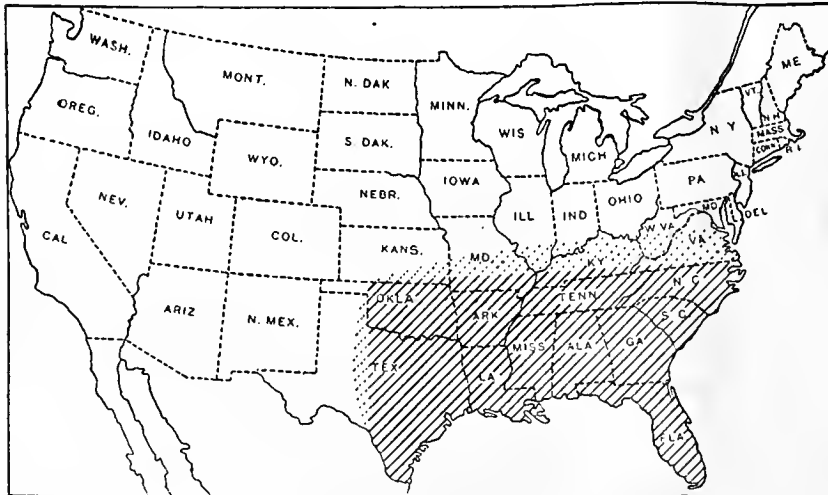 WASH.
MONT.
N. DAK
MINN.
ME
OREG.
IDAHO
S. DAK.
WIS
MICH
VT.
N.H.
N Y
MASS
CONN
R I
WYO.
NEBR.
IOWA
PA
N.J.
NEV.
UTAH
COL.
ILL
IND
OHIO
MD.
DEL
W.VA
VA.
CAL
KANS.
MO.
KY
ARIZ
N. MEX.
OKLA.
ARK
TENN
N C
S C.
TEX
LA
MISS
ALA
GA
FLA